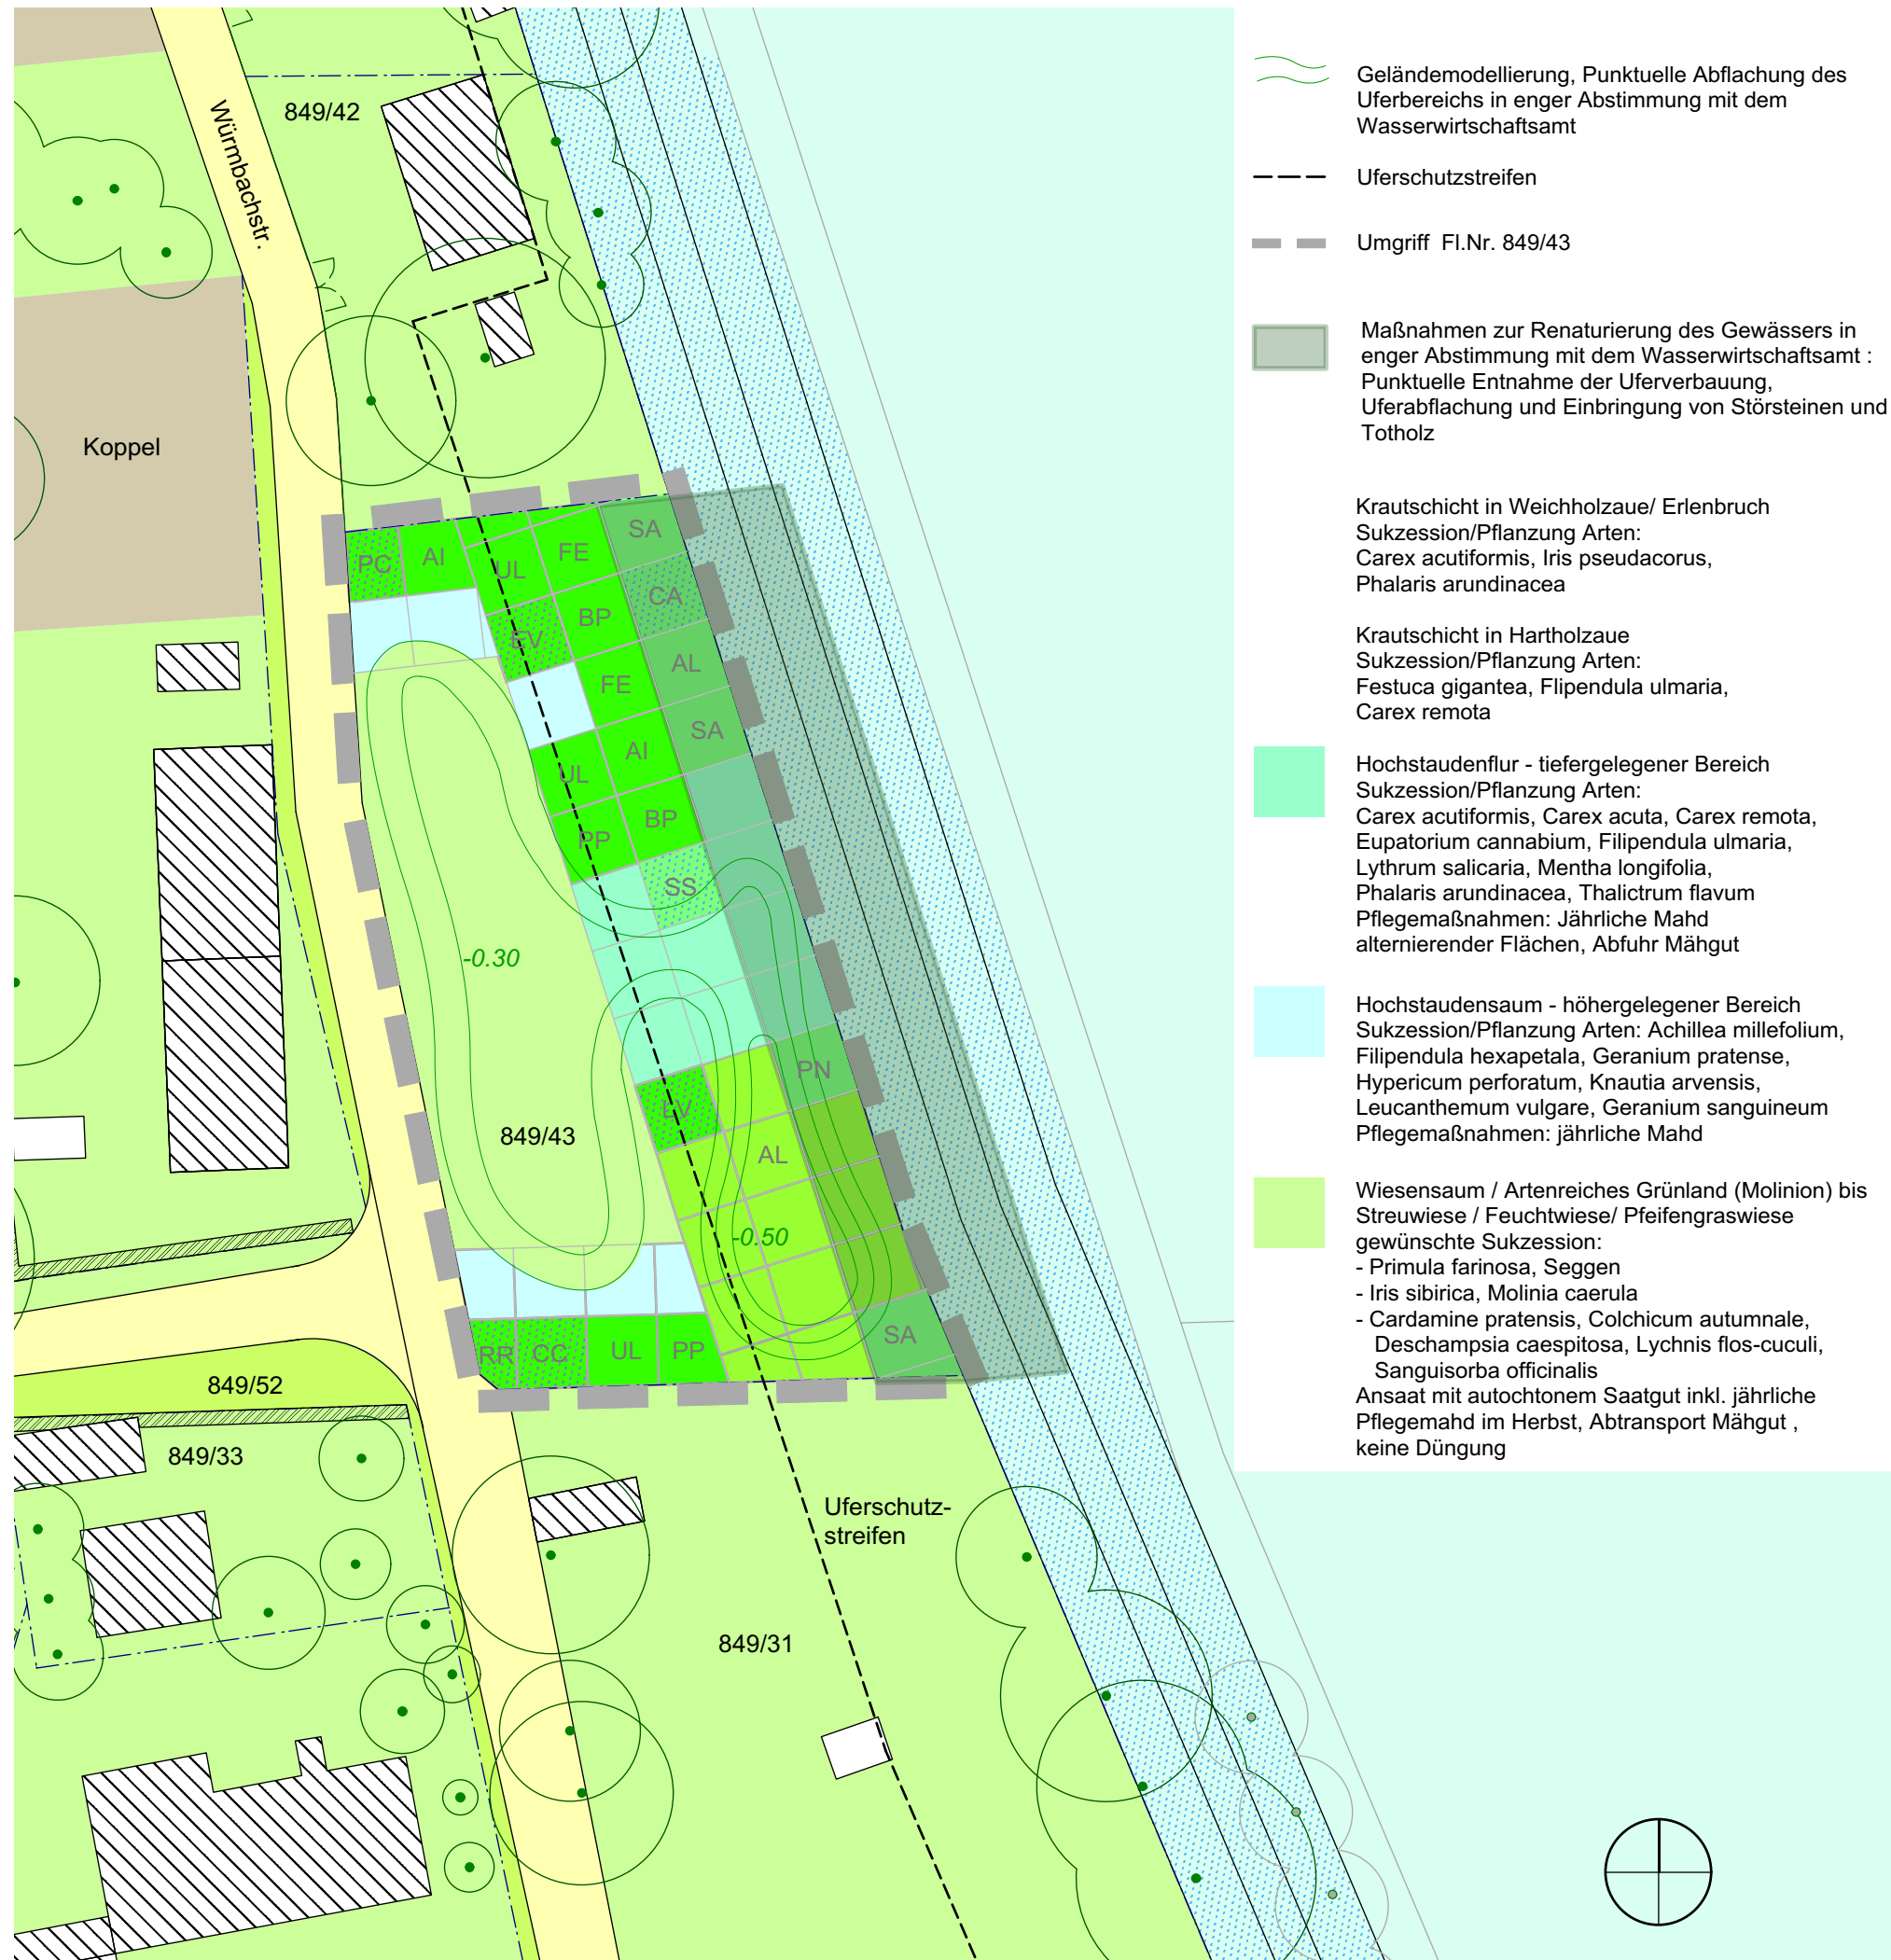 849/42
Würmbachstr.
Koppel
SA
FE
AI
PC
UL
CA
BP
EV
AL
FE
SA
AI
UL
BP
PP
SS
-0.30
PN
849/43
AL
-0.50
SA
RR
CC
UL
PP
849/52
849/33
Uferschutz-
streifen
849/31
Geländemodellierung, Punktuelle Abflachung des
Uferbereichs in enger Abstimmung mit dem
Wasserwirtschaftsamt
Uferschutzstreifen
Umgriff Fl.Nr. 849/43
Maßnahmen zur Renaturierung des Gewässers in
enger Abstimmung mit dem Wasserwirtschaftsamt :
Punktuelle Entnahme der Uferverbauung,
Uferabflachung und Einbringung von Störsteinen und
Totholz
Krautschicht in Weichholzaue/ Erlenbruch
Sukzession/Pflanzung Arten:
Carex acutiformis, Iris pseudacorus,
Phalaris arundinacea
Krautschicht in Hartholzaue
Sukzession/Pflanzung Arten:
Festuca gigantea, Flipendula ulmaria,
Carex remota
Hochstaudenflur - tiefergelegener Bereich
Sukzession/Pflanzung Arten:
Carex acutiformis, Carex acuta, Carex remota,
Eupatorium cannabium, Filipendula ulmaria,
Lythrum salicaria, Mentha longifolia,
Phalaris arundinacea, Thalictrum flavum
Pflegemaßnahmen: Jährliche Mahd
alternierender Flächen, Abfuhr Mähgut
Hochstaudensaum - höhergelegener Bereich
Sukzession/Pflanzung Arten: Achillea millefolium,
Filipendula hexapetala, Geranium pratense,
Hypericum perforatum, Knautia arvensis,
Leucanthemum vulgare, Geranium sanguineum
Pflegemaßnahmen: jährliche Mahd
Wiesensaum / Artenreiches Grünland (Molinion) bis
Streuwiese / Feuchtwiese/ Pfeifengraswiese
gewünschte Sukzession:
- Primula farinosa, Seggen
- Iris sibirica, Molinia caerula
- Cardamine pratensis, Colchicum autumnale,
Deschampsia caespitosa, Lychnis flos-cuculi,
Sanguisorba officinalis
Ansaat mit autochtonem Saatgut inkl. jährliche
Pflegemahd im Herbst, Abtransport Mähgut ,
keine Düngung